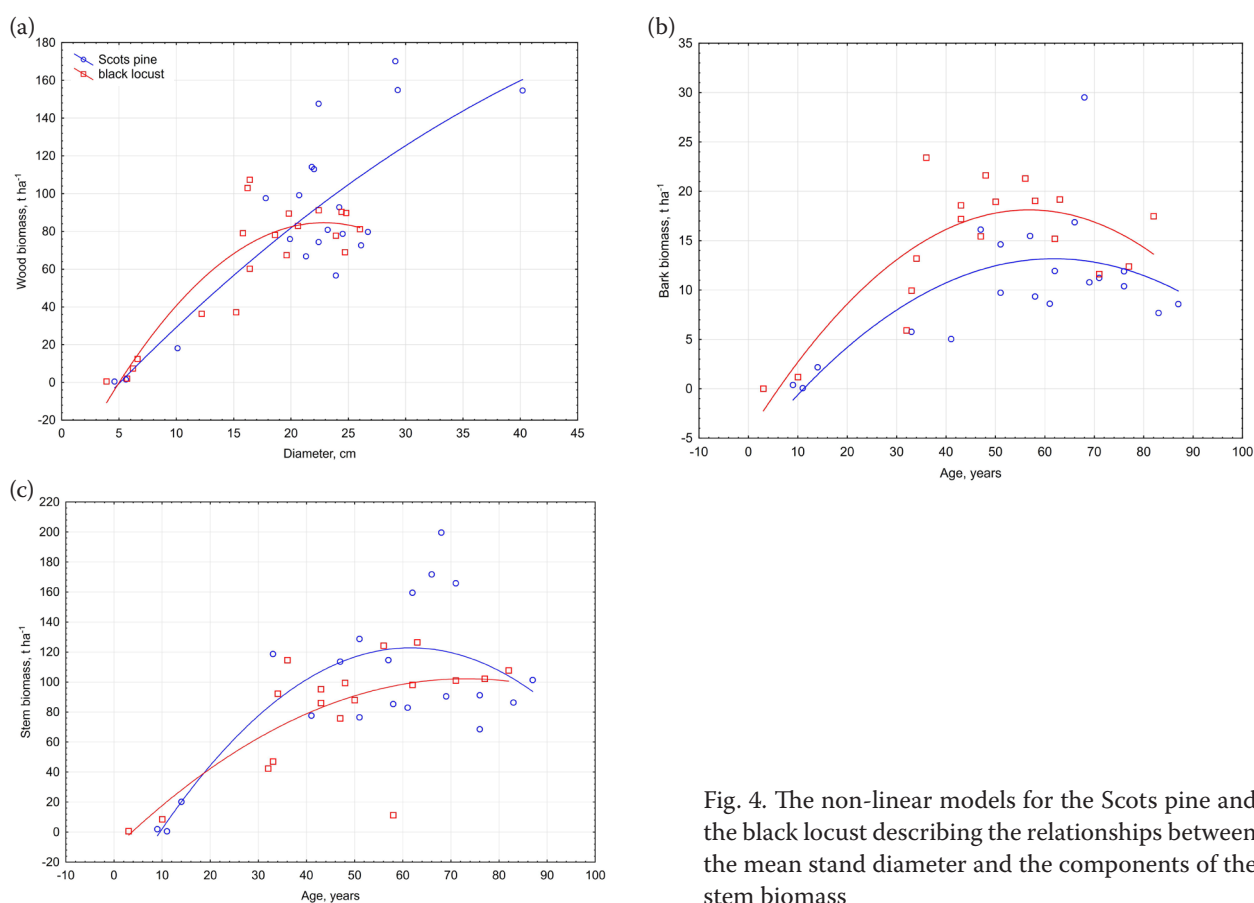 (a)
180
160
140
120
100
80
60
40
20
0
-20
Wood biomass, t ha⁻¹
Scots pine
black locust
0 5 10 15 20 25 30 35 40 45
Diameter, cm
(b)
35
30
25
20
15
10
5
0
-5
Bark biomass, t ha⁻¹
-10 0 10 20 30 40 50 60 70 80 90 100
Age, years
(c)
220
200
180
160
140
120
100
80
60
40
20
0
-20
Stem biomass, t ha⁻¹
-10 0 10 20 30 40 50 60 70 80 90 100
Age, years
Fig. 4. The non-linear models for the Scots pine and
the black locust describing the relationships between
the mean stand diameter and the components of the
stem biomass